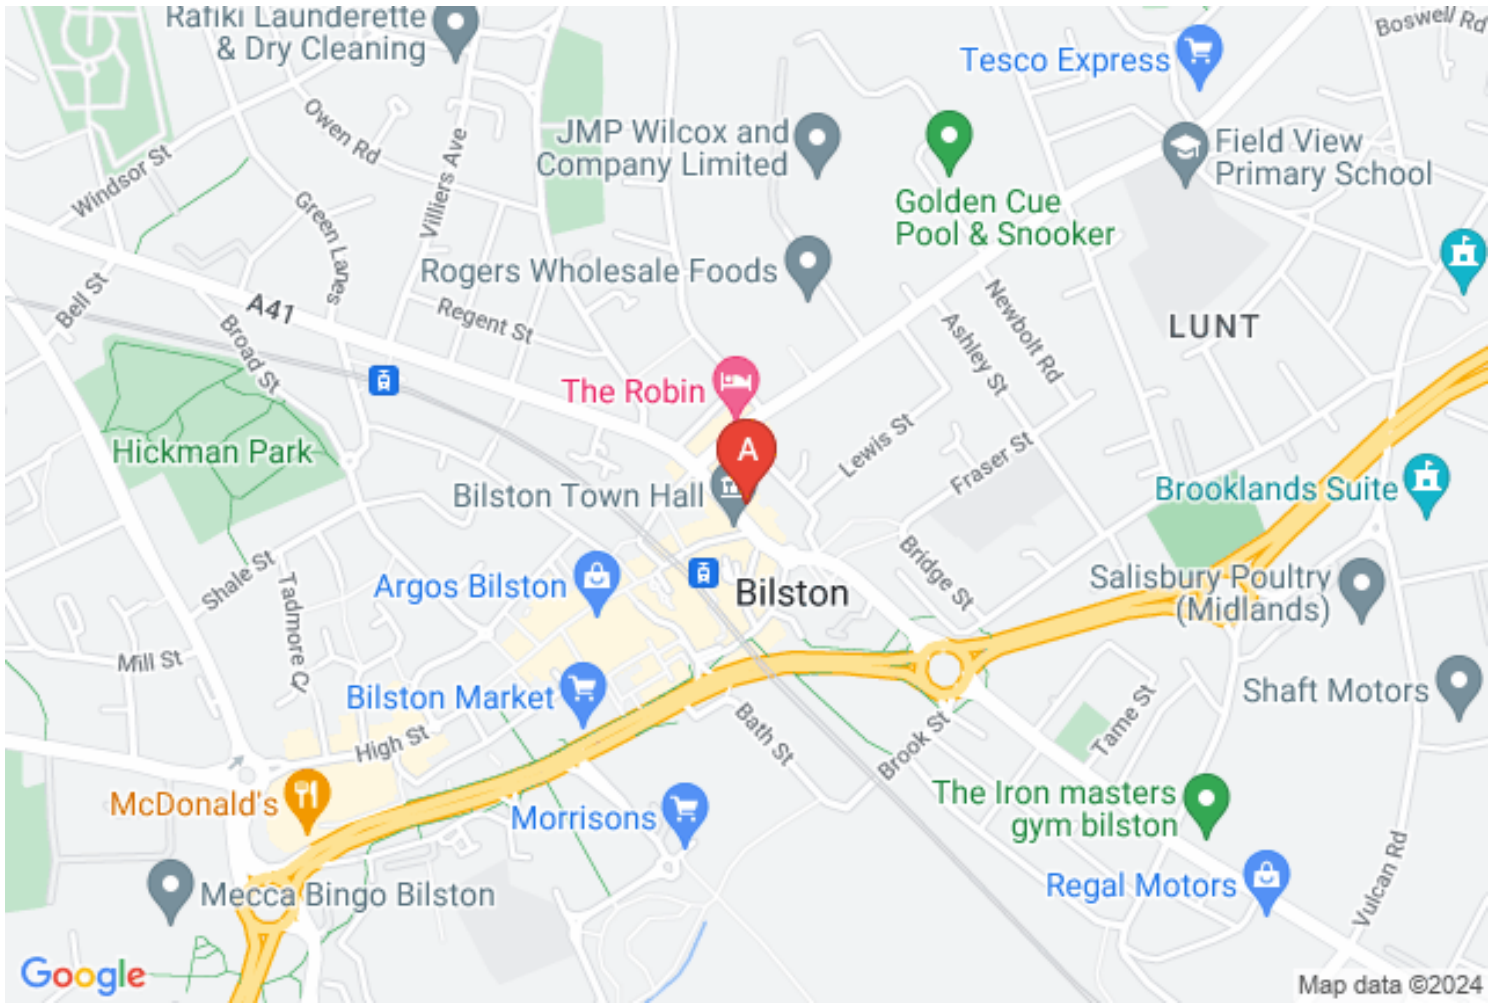 Rafiki Launderette
& Dry Cleaning
Boswell Rd
Tesco Express
Owen Rd
JMP Wilcox and
Company Limited
Field View
Primary School
Windsor St
Villiers Ave
Green Lanes
Golden Cue
Pool & Snooker
Rogers Wholesale Foods
Bell St
A41
Regent St
Newbolt Rd
LUNT
Broad St
Ashley St
The Robin
Hickman Park
A
Lewis St
Fraser St
Bilston Town Hall
Brooklands Suite
Shale St
Argos Bilston
Bilston
Bridge St
Salisbury Poultry
(Midlands)
Tadmore Cl
Mill St
Bilston Market
Shaft Motors
High St
Bath St
Brook St
Tame St
McDonald's
Morrisons
The Iron masters
gym bilston
Mecca Bingo Bilston
Regal Motors
Vulcan Rd
Google
Map data ©2024